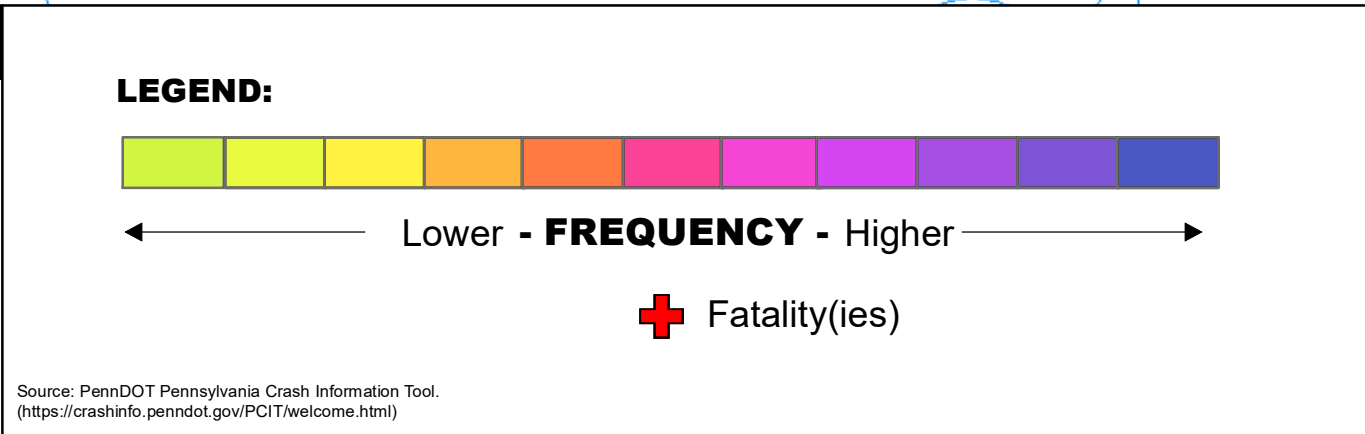 LEGEND:
Lower - FREQUENCY - Higher
Fatality(ies)
Source: PennDOT Pennsylvania Crash Information Tool.
(https://crashinfo.penndot.gov/PCIT/welcome.html)